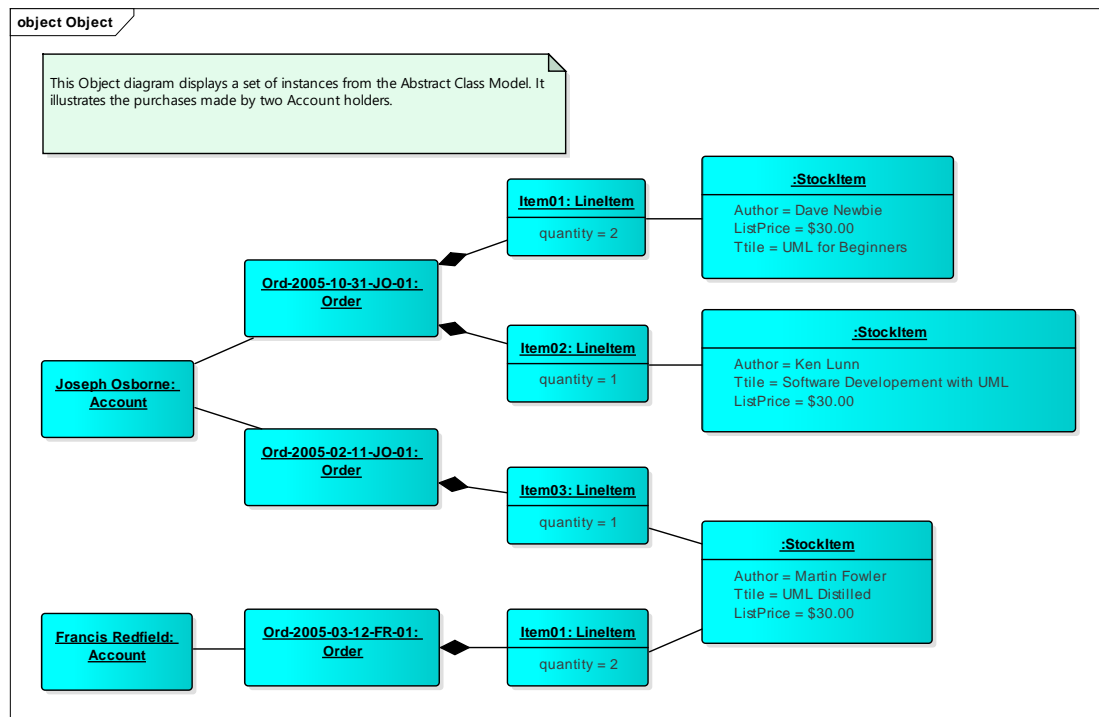 object Object
This Object diagram displays a set of instances from the Abstract Class Model. It
illustrates the purchases made by two Account holders.
:StockItem
Author = Dave Newbie
ListPrice = $30.00
Ttile = UML for Beginners
Item01: LineItem
quantity = 2
Ord-2005-10-31-JO-01:
Order
Item02: LineItem
quantity = 1
:StockItem
Author = Ken Lunn
Ttile = Software Developement with UML
ListPrice = $30.00
Joseph Osborne:
Account
Ord-2005-02-11-JO-01:
Order
Item03: LineItem
quantity = 1
:StockItem
Author = Martin Fowler
Ttile = UML Distilled
ListPrice = $30.00
Francis Redfield:
Account
Ord-2005-03-12-FR-01:
Order
Item01: LineItem
quantity = 2